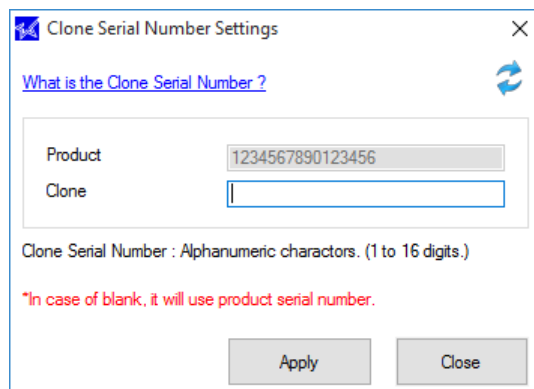 Clone Serial Number Settings
What is the Clone Serial Number ?
Product 1234567890123456
Clone
Clone Serial Number : Alphanumeric charactors. (1 to 16 digits.)
*In case of blank, it will use product serial number.
Apply Close